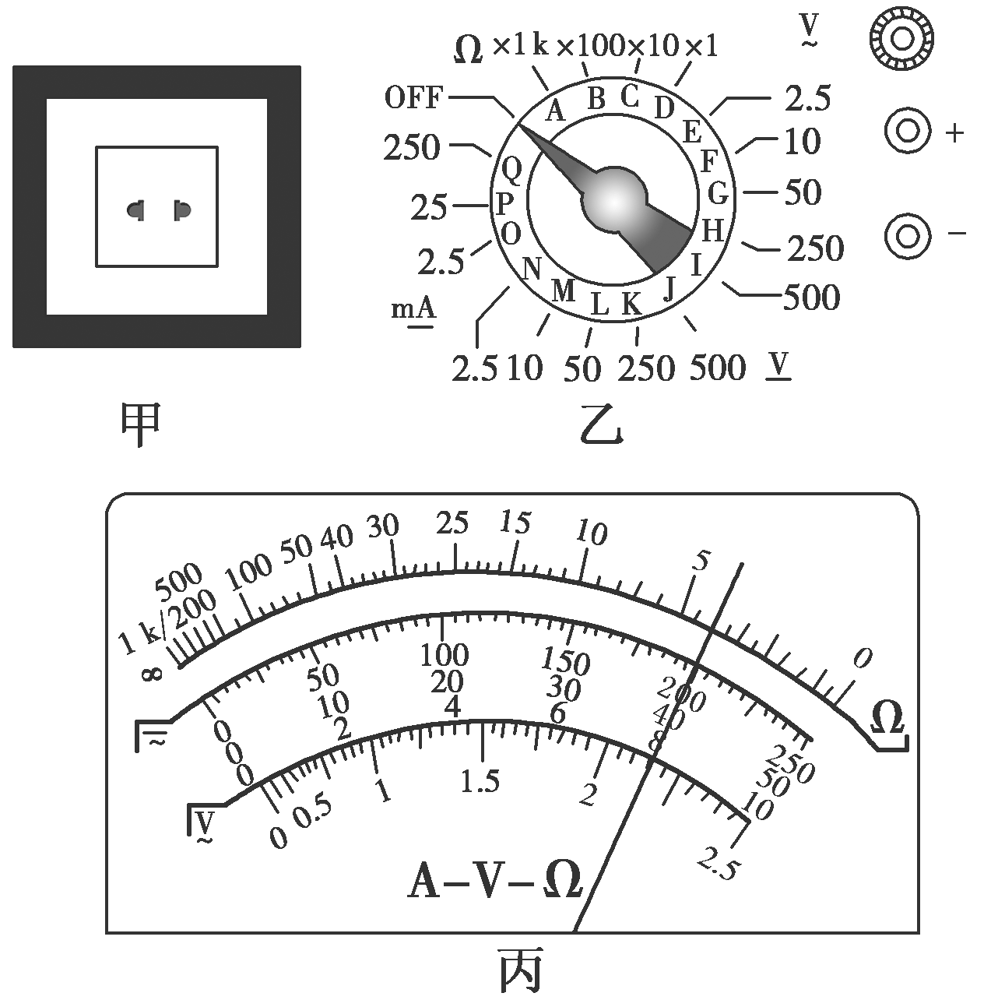 Ω ×1 k ×100 ×10 ×1 V ~
OFF 2.5
250 10 +
25 50
2.5 250 −
mA 500
2.5 10 50 250 500 V
A B C D E F G H I J K L M N O P Q
甲 乙
∞ 1 k/200 500 100 50 40 30 25 15 10 5 0 Ω
~ 0 50 100 150 200 250
0 10 20 30 40 50
0 2 4 6 8 10
V ~ 0 0.5 1 1.5 2 2.5
A–V–Ω
丙